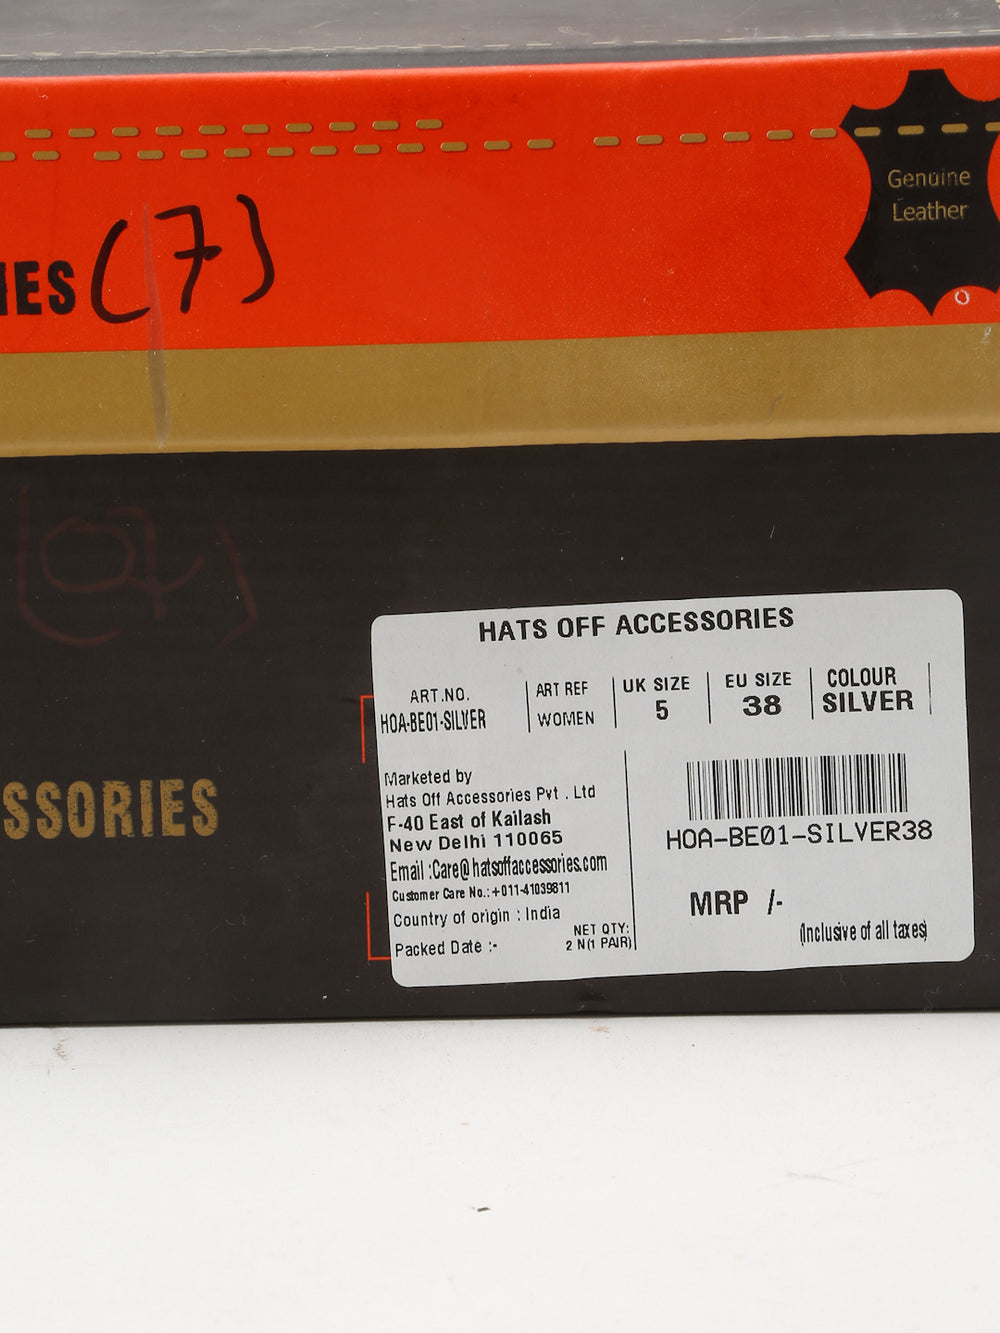 Genuine
Leather
IES (7)
HATS OFF ACCESSORIES
ART.NO.
HOA-BE01-SILVER
ART REF
WOMEN
UK SIZE
5
EU SIZE
38
COLOUR
SILVER
SSORIES
Marketed by
Hats Off Accessories Pvt . Ltd
F-40 East of Kailash
New Delhi 110065
Email :Care@hatsoffaccessories.com
Customer Care No.: +011-41039811
Country of origin : India
Packed Date :-
NET QTY:
2 N(1 PAIR)
HOA-BE01-SILVER38
MRP /-
(Inclusive of all taxes)